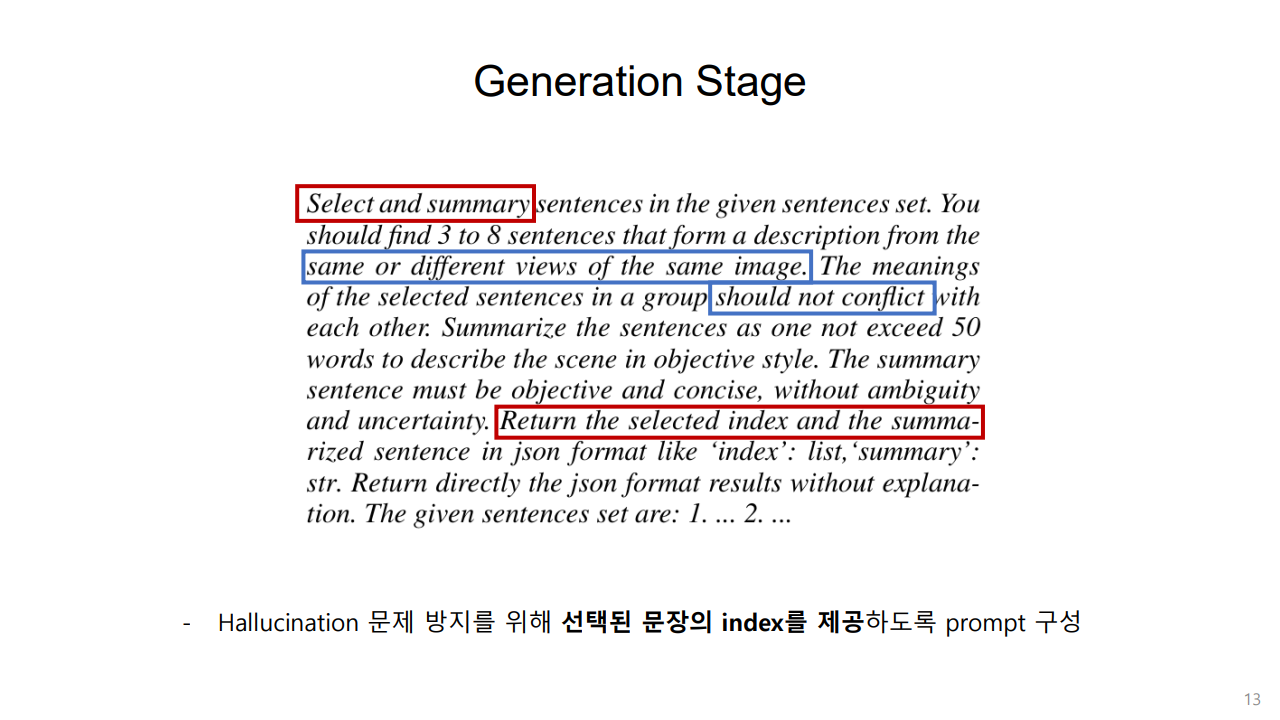 Generation Stage
Select and summary sentences in the given sentences set. You
should find 3 to 8 sentences that form a description from the
same or different views of the same image. The meanings
of the selected sentences in a group should not conflict with
each other. Summarize the sentences as one not exceed 50
words to describe the scene in objective style. The summary
sentence must be objective and concise, without ambiguity
and uncertainty. Return the selected index and the summa-
rized sentence in json format like ‘index’: list,‘summary’:
str. Return directly the json format results without explana-
tion. The given sentences set are: 1. ... 2. ...
- Hallucination 문제 방지를 위해 선택된 문장의 index를 제공하도록 prompt 구성
13